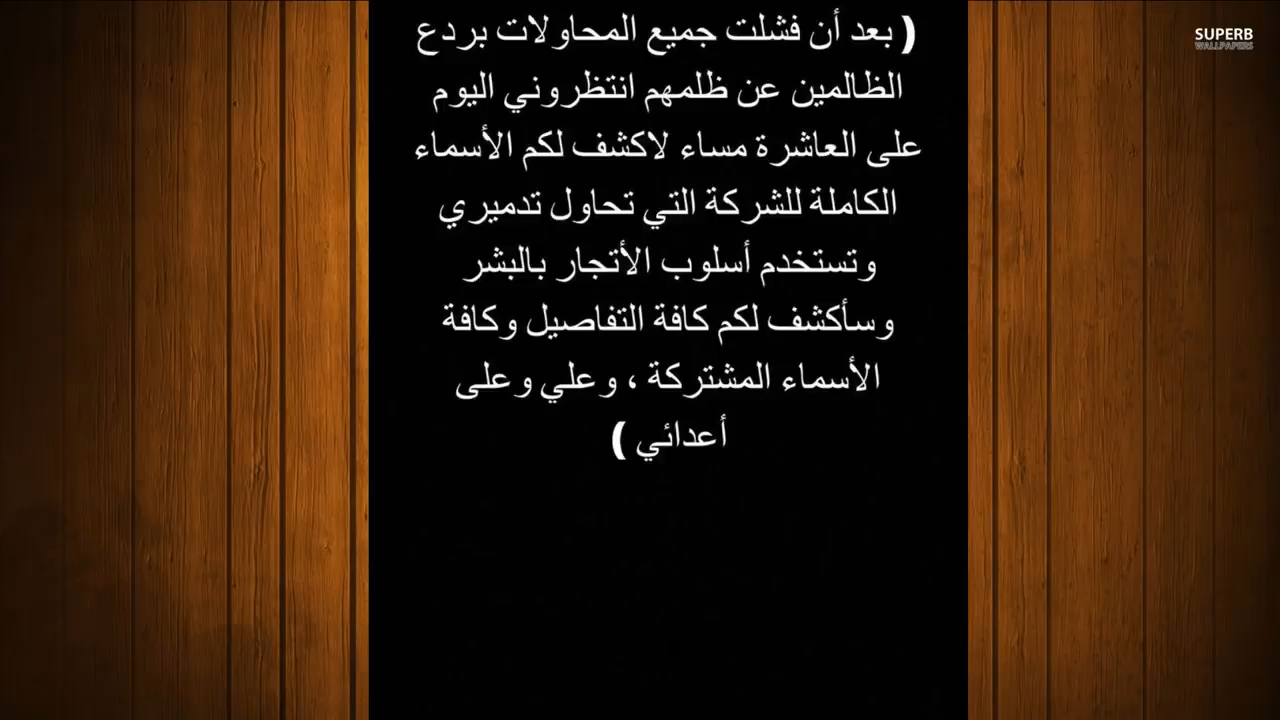 ( بعد أن فشلت جميع المحاولات بردع
الظالمين عن ظلمهم انتظروني اليوم
على العاشرة مساء لاكشف لكم الأسماء
الكاملة للشركة التي تحاول تدميري
وتستخدم أسلوب الأتجار بالبشر
وسأكشف لكم كافة التفاصيل وكافة
الأسماء المشتركة ، وعلي وعلى
أعدائي )
SUPERB
WALLPAPERS